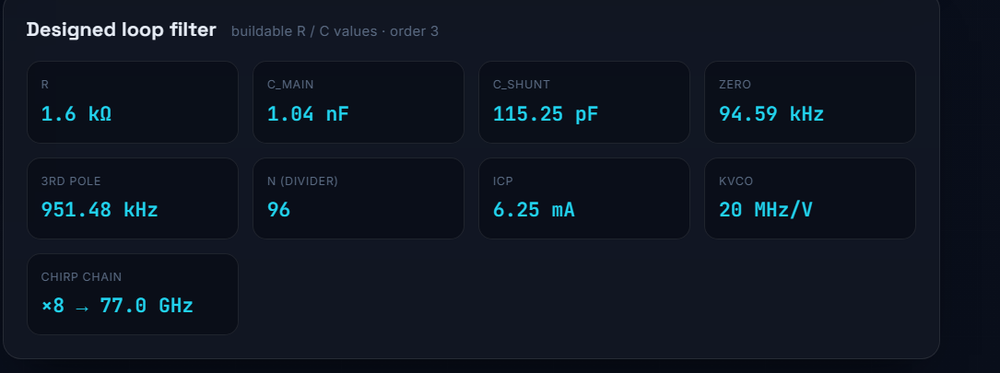 Designed loop filter buildable R / C values · order 3
R
1.6 kΩ
C_MAIN
1.04 nF
C_SHUNT
115.25 pF
ZERO
94.59 kHz
3RD POLE
951.48 kHz
N (DIVIDER)
96
ICP
6.25 mA
KVCO
20 MHz/V
CHIRP CHAIN
×8 → 77.0 GHz